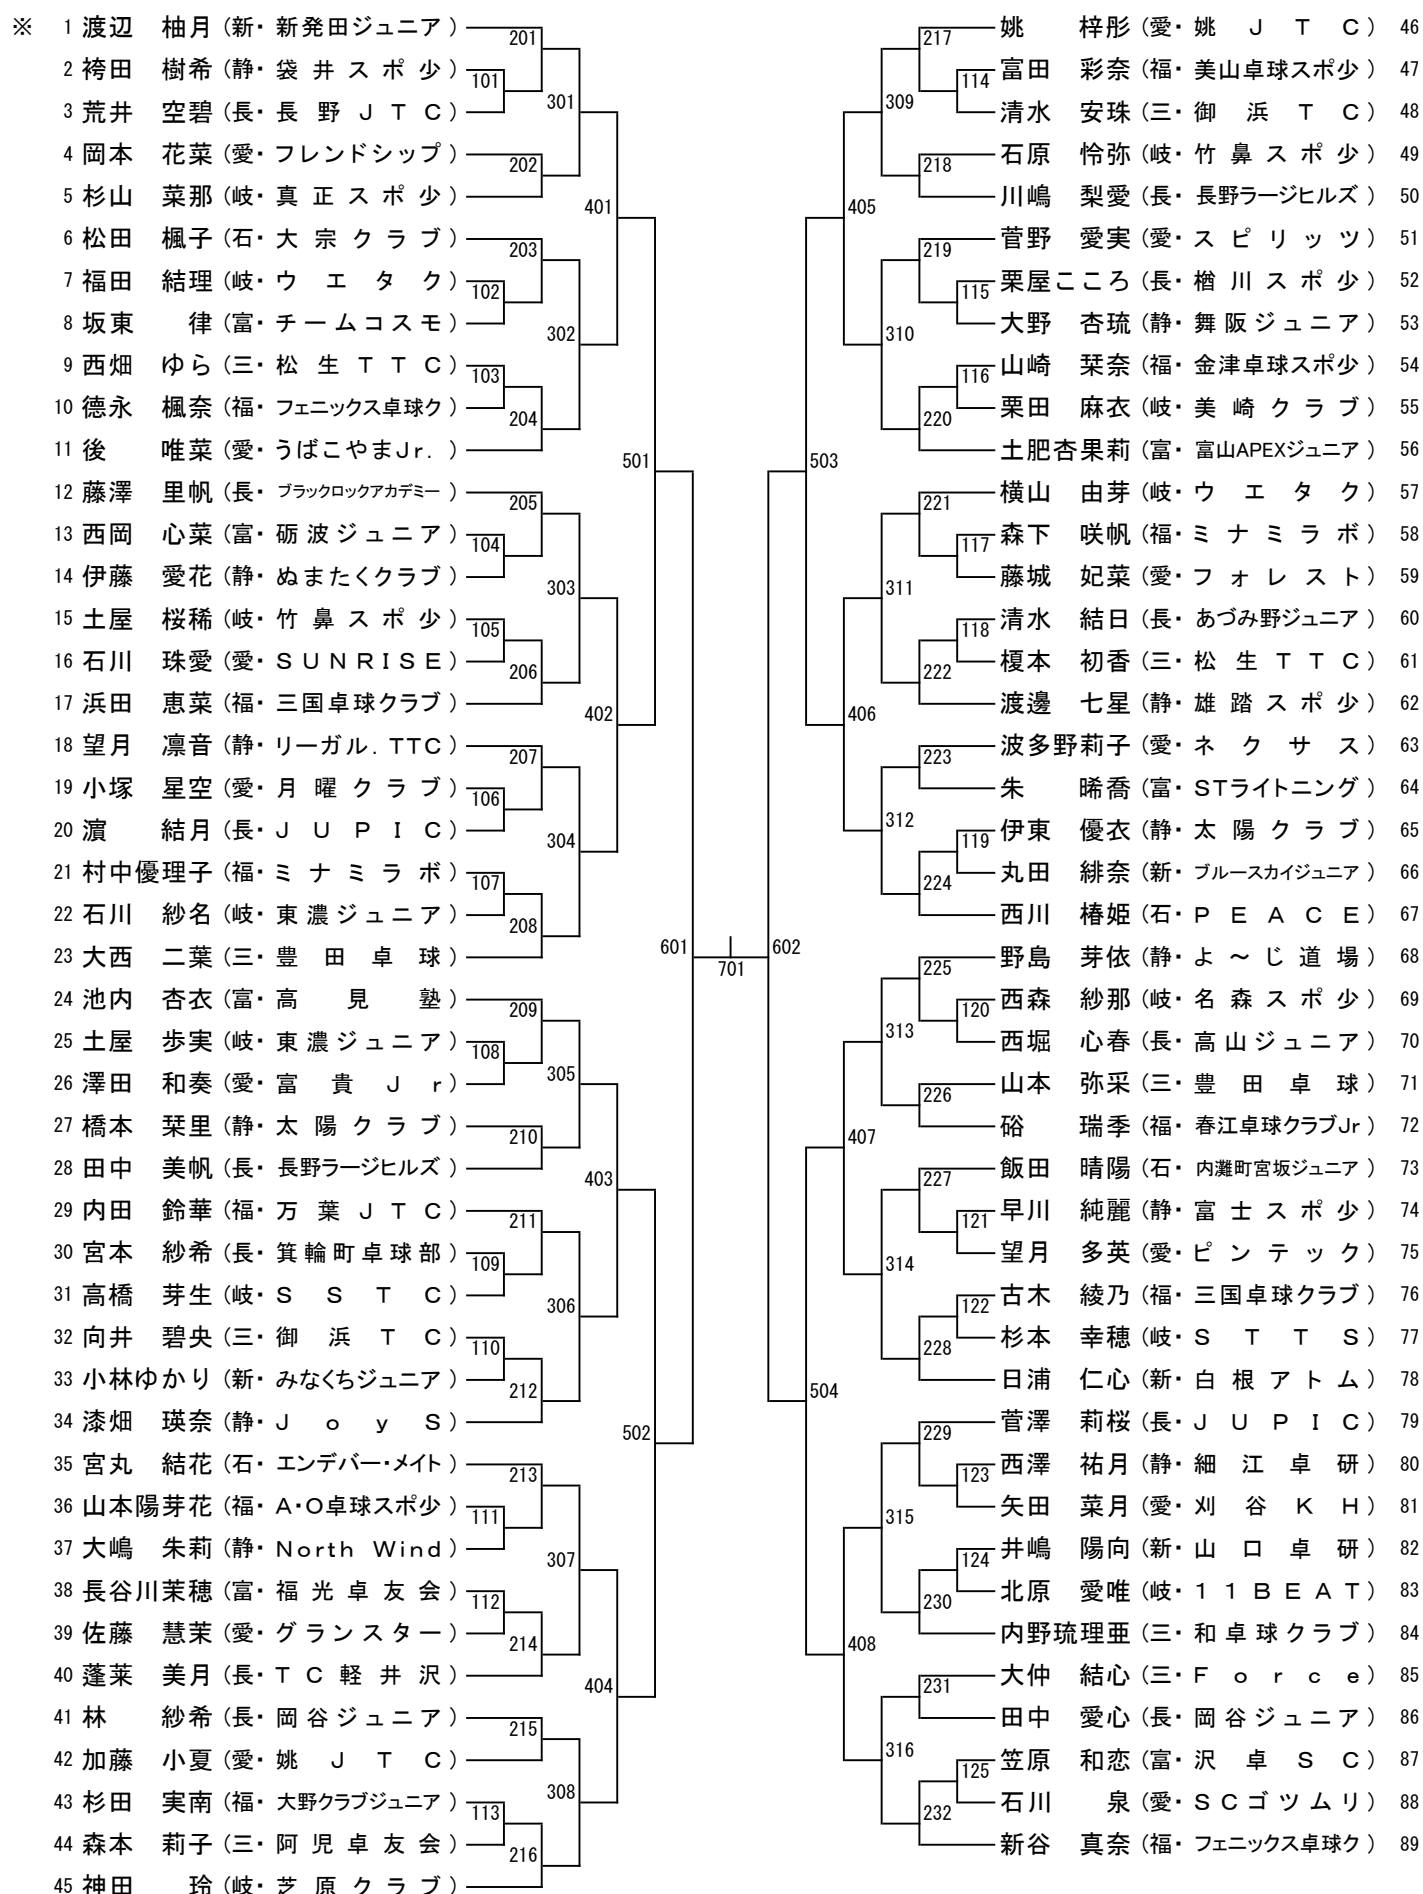 ※ 1 渡辺 柚月 (新・新発田ジュニア)
2 袴田 樹希 (静・袋井スポ少)
3 荒井 空碧 (長・長野JTC)
4 岡本 花菜 (愛・フレンドシップ)
5 杉山 菜那 (岐・真正スポ少)
6 松田 楓子 (石・大宗クラブ)
7 福田 結理 (岐・ウエタク)
8 坂東 律 (富・チームコスモ)
9 西畑 ゆら (三・松生TTC)
10 德永 楓奈 (福・フェニックス卓球ク)
11 後 唯菜 (愛・うばこやまJr.)
12 藤澤 里帆 (長・ブラックロックアカデミー)
13 西岡 心菜 (富・砺波ジュニア)
14 伊藤 愛花 (静・ぬまたくクラブ)
15 土屋 桜稀 (岐・竹鼻スポ少)
16 石川 珠愛 (愛・SUNRISE)
17 浜田 恵菜 (福・三国卓球クラブ)
18 望月 凛音 (静・リーガル.TTC)
19 小塚 星空 (愛・月曜クラブ)
20 濵 結月 (長・JUPIC)
21 村中優理子 (福・ミナミラボ)
22 石川 紗名 (岐・東濃ジュニア)
23 大西 二葉 (三・豊田卓球)
24 池内 杏衣 (富・高見塾)
25 土屋 歩実 (岐・東濃ジュニア)
26 澤田 和奏 (愛・富貴Jr)
27 橋本 栞里 (静・太陽クラブ)
28 田中 美帆 (長・長野ラージヒルズ)
29 内田 鈴華 (福・万葉JTC)
30 宮本 紗希 (長・箕輪町卓球部)
31 高橋 芽生 (岐・SSTC)
32 向井 碧央 (三・御浜TC)
33 小林ゆかり (新・みなくちジュニア)
34 漆畑 瑛奈 (静・JoyS)
35 宮丸 結花 (石・エンデバー・メイト)
36 山本陽芽花 (福・A・O卓球スポ少)
37 大嶋 朱莉 (静・North Wind)
38 長谷川茉穂 (富・福光卓友会)
39 佐藤 慧茉 (愛・グランスター)
40 蓬莱 美月 (長・TC軽井沢)
41 林 紗希 (長・岡谷ジュニア)
42 加藤 小夏 (愛・姚JTC)
43 杉田 実南 (福・大野クラブジュニア)
44 森本 莉子 (三・阿児卓友会)
45 神田 玲 (岐・芝原クラブ)
201
101
301
202
401
203
102
302
103
204
501
205
104
303
105
206
402
207
106
304
107
208
601
701
209
108
305
210
403
211
109
306
110
212
502
213
111
307
112
214
404
215
308
113
216
217
114
309
218
405
219
115
310
116
220
503
221
117
311
118
222
406
223
312
119
224
602
225
120
313
226
407
227
121
314
122
228
504
229
123
315
124
230
408
231
316
125
232
姚 梓彤 (愛・姚JTC) 46
富田 彩奈 (福・美山卓球スポ少) 47
清水 安珠 (三・御浜TC) 48
石原 怜弥 (岐・竹鼻スポ少) 49
川嶋 梨愛 (長・長野ラージヒルズ) 50
菅野 愛実 (愛・スピリッツ) 51
栗屋こころ (長・楢川スポ少) 52
大野 杏琉 (静・舞阪ジュニア) 53
山崎 栞奈 (福・金津卓球スポ少) 54
栗田 麻衣 (岐・美崎クラブ) 55
土肥杏果莉 (富・富山APEXジュニア) 56
横山 由芽 (岐・ウエタク) 57
森下 咲帆 (福・ミナミラボ) 58
藤城 妃菜 (愛・フォレスト) 59
清水 結日 (長・あづみ野ジュニア) 60
榎本 初香 (三・松生TTC) 61
渡邊 七星 (静・雄踏スポ少) 62
波多野莉子 (愛・ネクサス) 63
朱 晞喬 (富・STライトニング) 64
伊東 優衣 (静・太陽クラブ) 65
丸田 緋奈 (新・ブルースカイジュニア) 66
西川 椿姫 (石・PEACE) 67
野島 芽依 (静・よ～じ道場) 68
西森 紗那 (岐・名森スポ少) 69
西堀 心春 (長・高山ジュニア) 70
山本 弥采 (三・豊田卓球) 71
硲 瑞季 (福・春江卓球クラブJr) 72
飯田 晴陽 (石・内灘町宮坂ジュニア) 73
早川 純麗 (静・富士スポ少) 74
望月 多英 (愛・ピンテック) 75
古木 綾乃 (福・三国卓球クラブ) 76
杉本 幸穂 (岐・STTS) 77
日浦 仁心 (新・白根アトム) 78
菅澤 莉桜 (長・JUPIC) 79
西澤 祐月 (静・細江卓研) 80
矢田 菜月 (愛・刈谷KH) 81
井嶋 陽向 (新・山口卓研) 82
北原 愛唯 (岐・11BEAT) 83
内野琉理亜 (三・和卓球クラブ) 84
大仲 結心 (三・Force) 85
田中 愛心 (長・岡谷ジュニア) 86
笠原 和恋 (富・沢卓SC) 87
石川 泉 (愛・SCゴツムリ) 88
新谷 真奈 (福・フェニックス卓球ク) 89